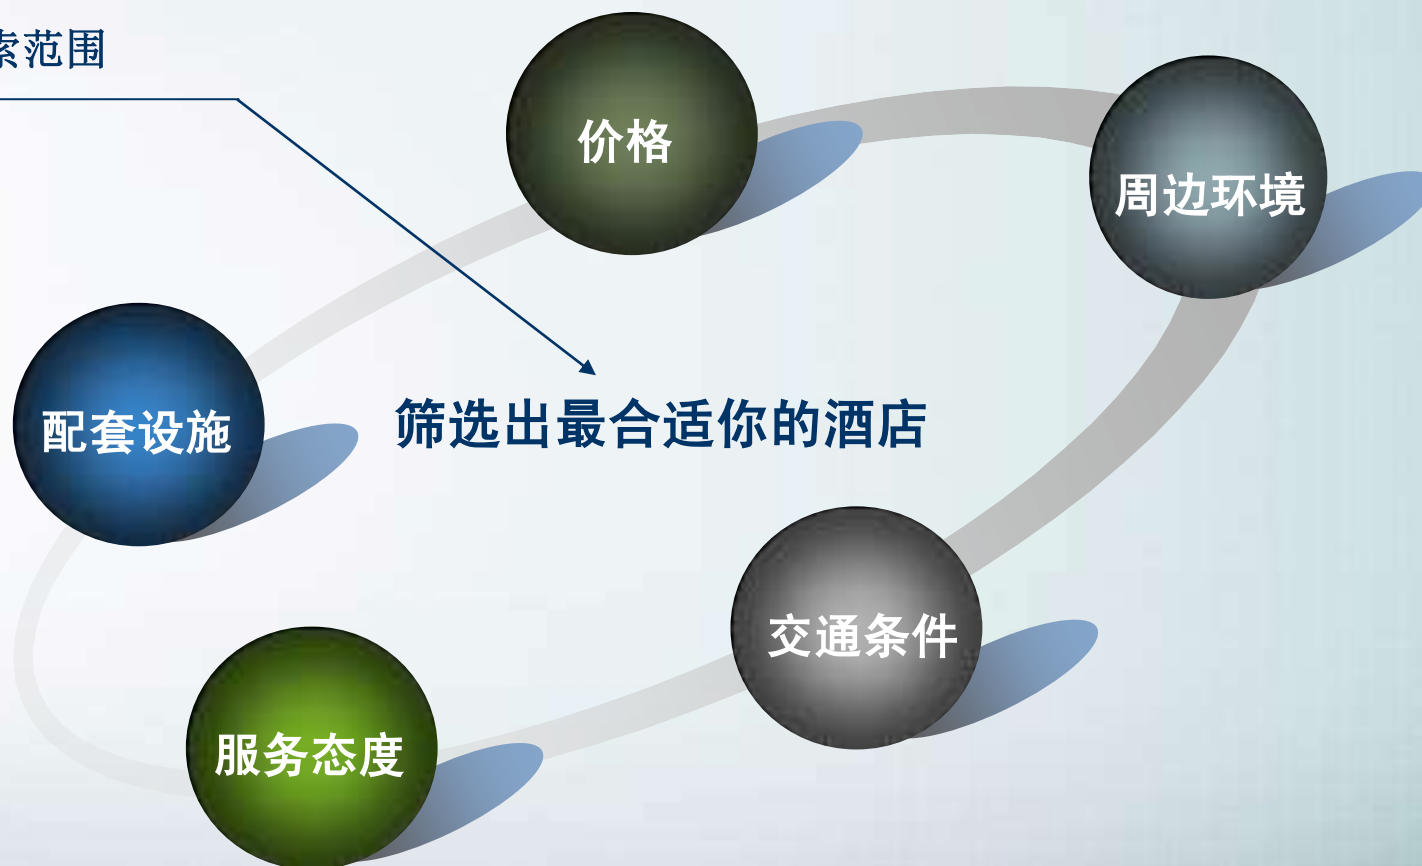 索范围
价格
周边环境
配套设施
筛选出最合适你的酒店
交通条件
服务态度